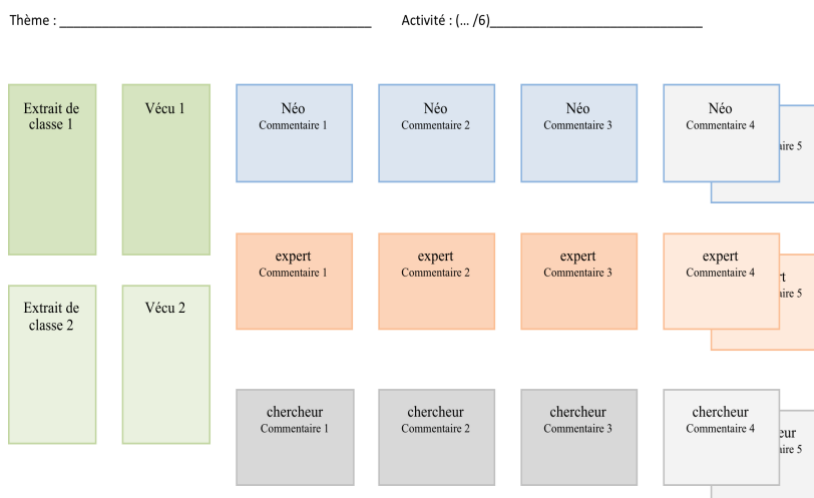 Thème : ________________________________________ Activité : (... /6)___________________________
Extrait de
classe 1
Vécu 1
Néo
Commentaire 1
Néo
Commentaire 2
Néo
Commentaire 3
Néo
Commentaire 4
aire 5
expert
Commentaire 1
expert
Commentaire 2
expert
Commentaire 3
expert
Commentaire 4
rt
aire 5
Extrait de
classe 2
Vécu 2
chercheur
Commentaire 1
chercheur
Commentaire 2
chercheur
Commentaire 3
chercheur
Commentaire 4
eur
aire 5